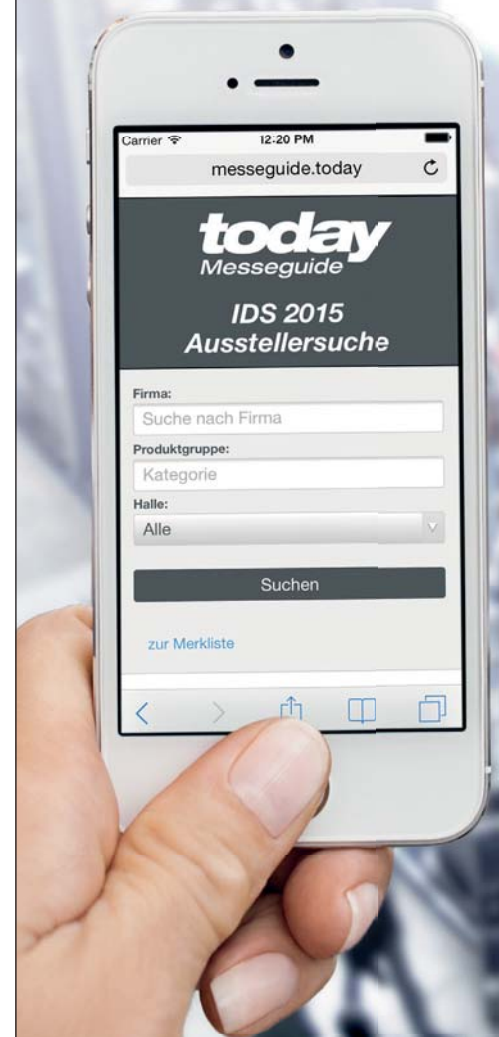 Carrier 12:20 PM
messeguide.today
today
Messeguide
IDS 2015
Ausstellersuche
Firma:
Suche nach Firma
Produktgruppe:
Kategorie
Halle:
Alle
Suchen
zur Merkliste